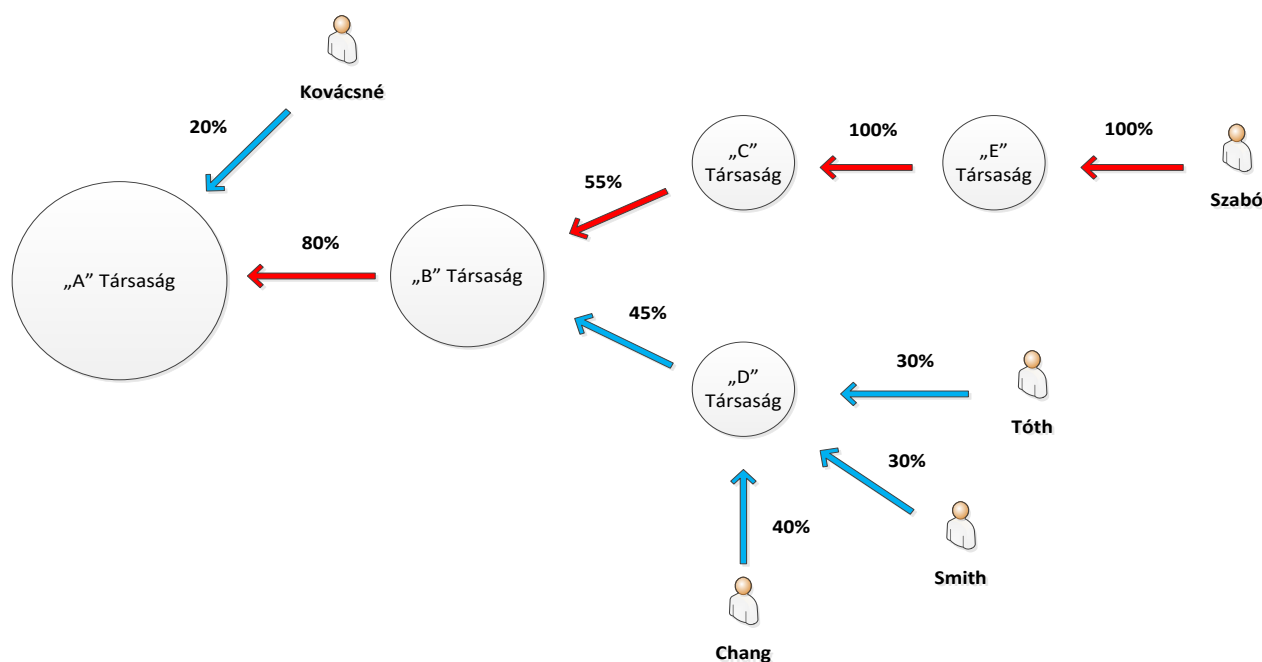 Kovácsné
20%
„C”
Társaság
100%
„E”
Társaság
100%
Szabó
55%
80%
„A” Társaság
„B” Társaság
45%
„D”
Társaság
30%
Tóth
30%
Smith
40%
Chang